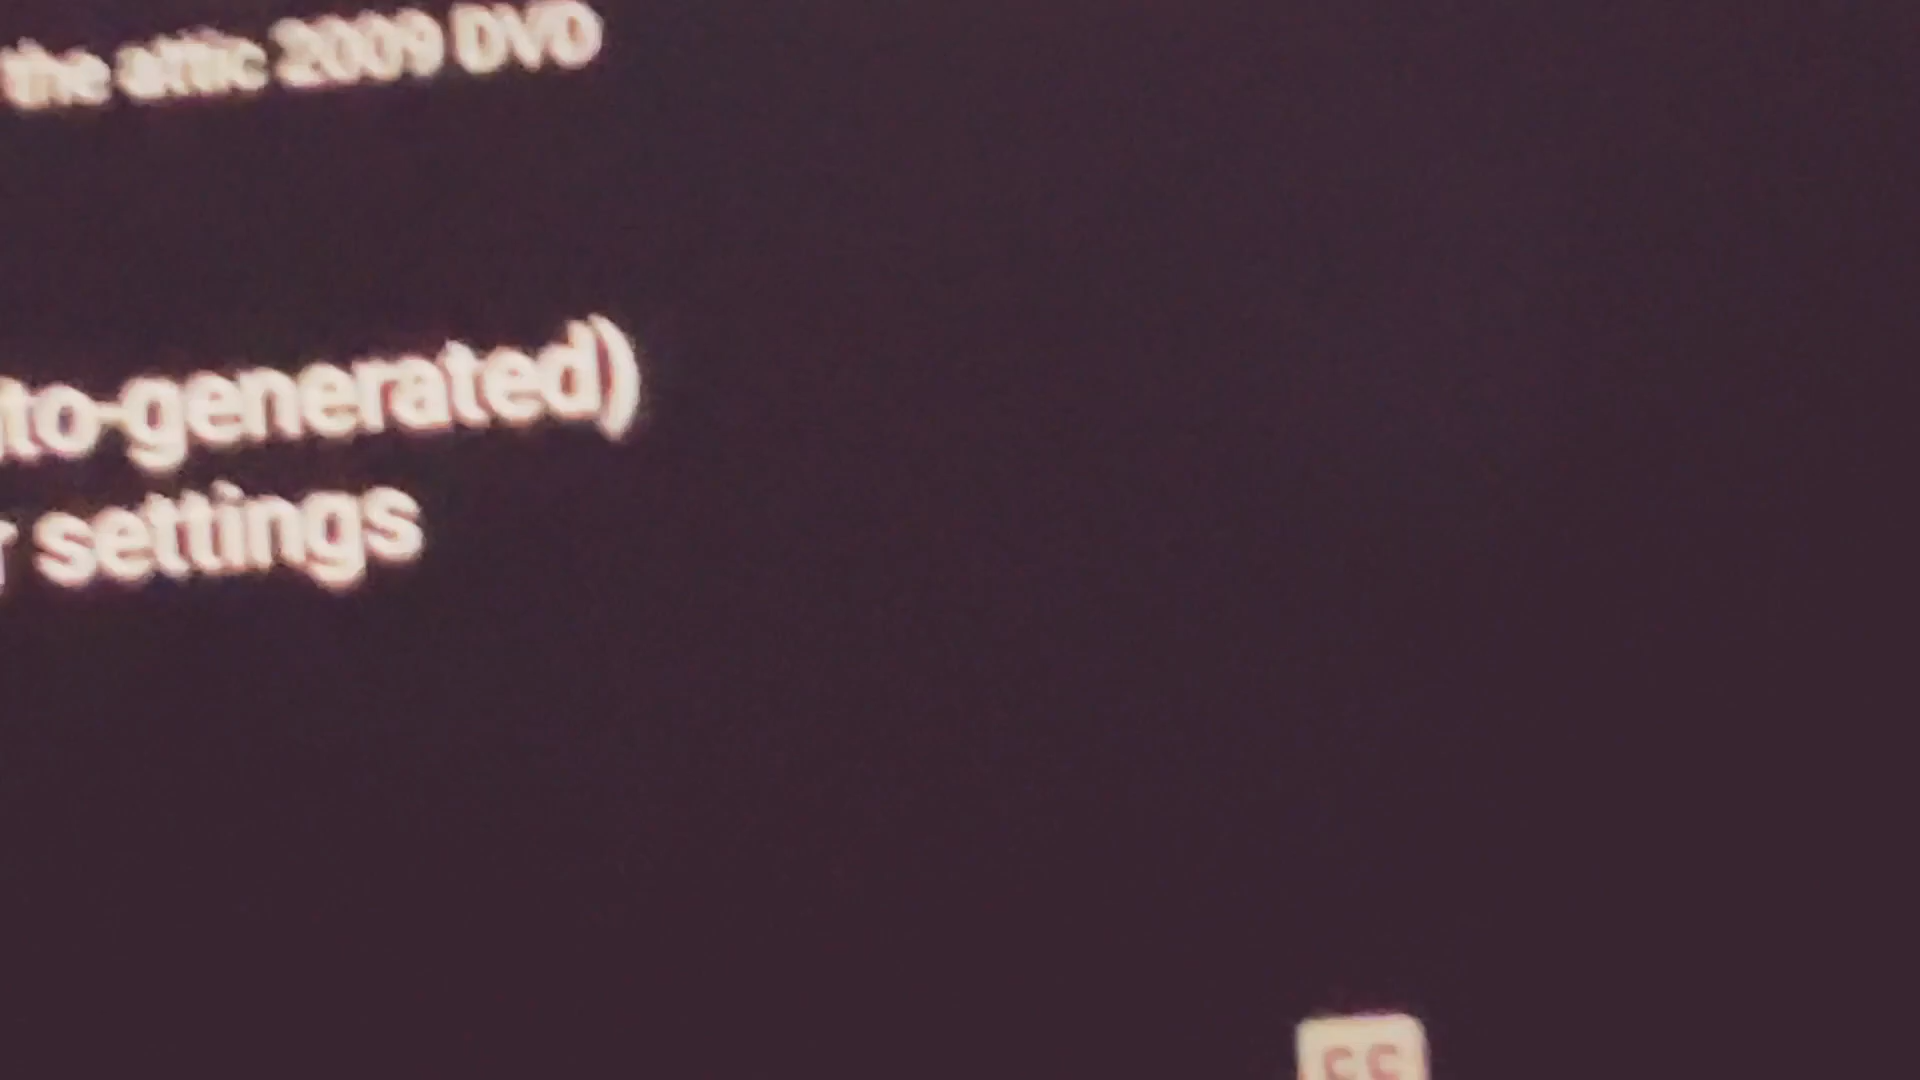 the attic 2009 DVD
to-generated)
settings
CC